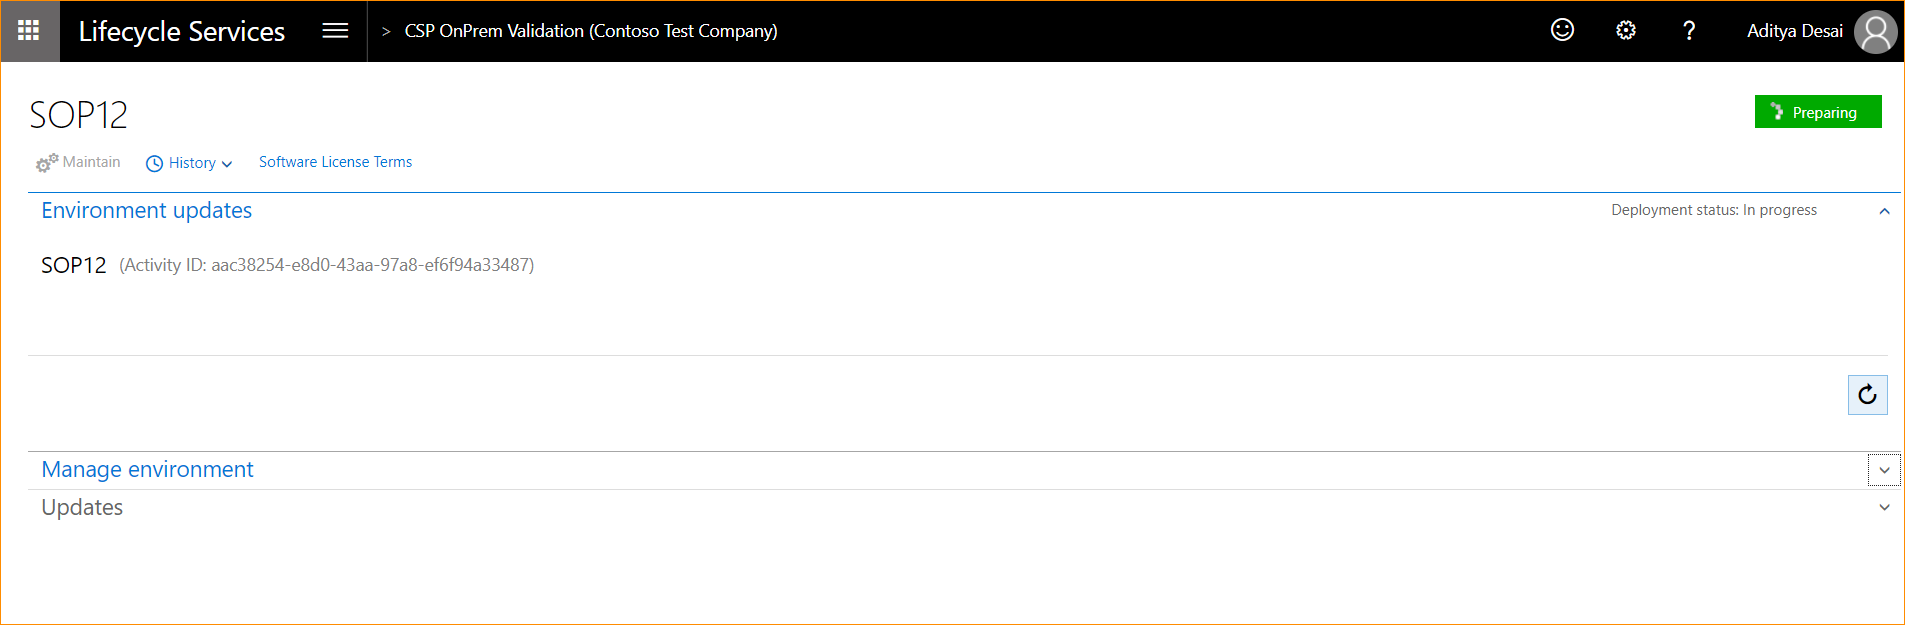 Lifecycle Services > CSP OnPrem Validation (Contoso Test Company) ? Aditya Desai
SOP12
Preparing
Maintain History Software License Terms
Environment updates Deployment status: In progress
SOP12 (Activity ID: aac38254-e8d0-43aa-97a8-ef6f94a33487)
Manage environment
Updates